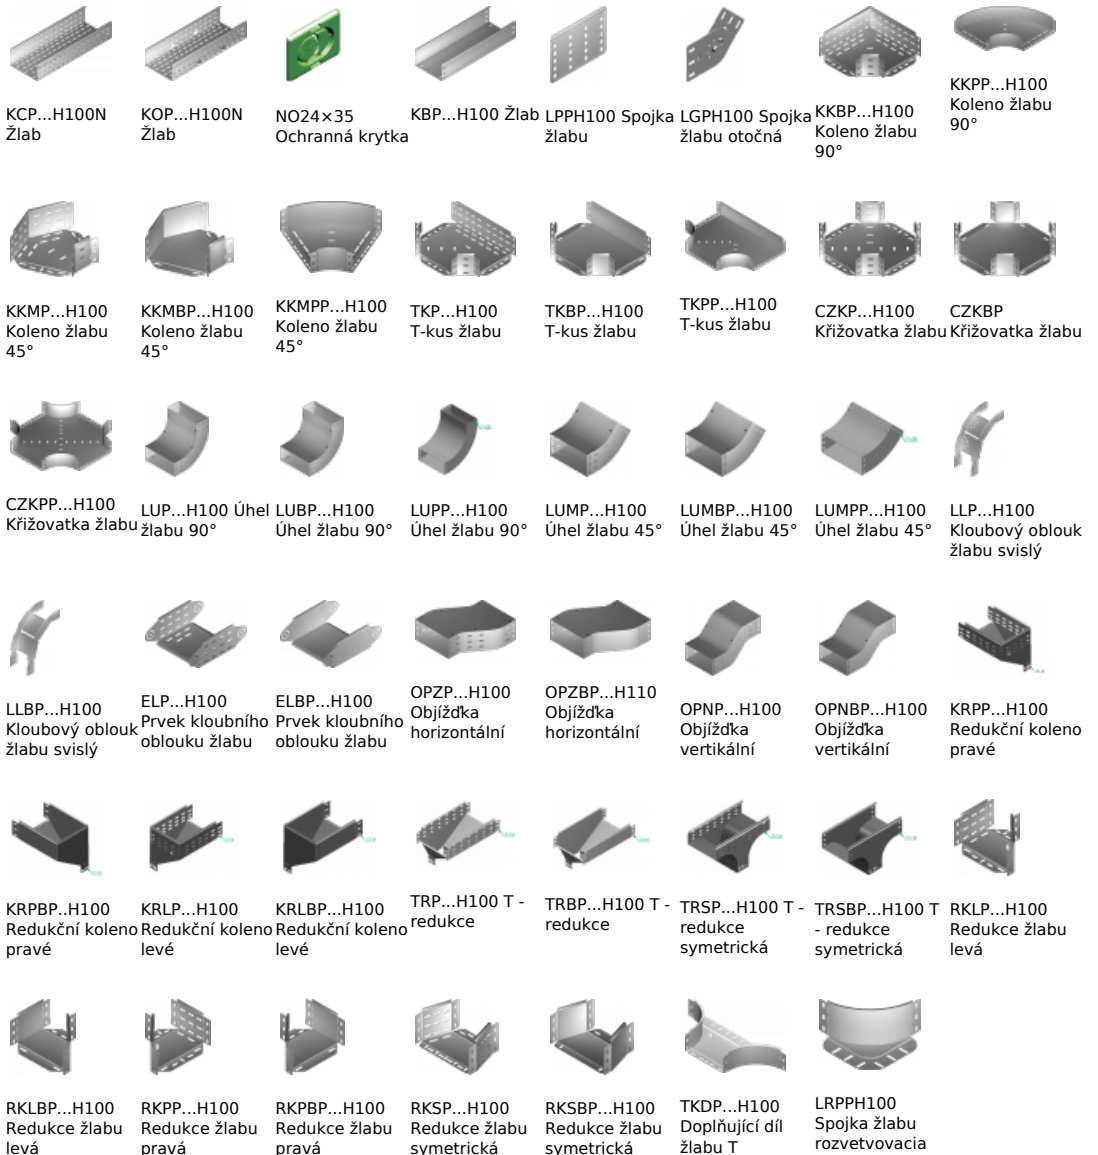 KCP...H100N
Žlab
KOP...H100N
Žlab
NO24×35
Ochranná krytka
KBP...H100 Žlab
LPPH100 Spojka
žlabu
LGPH100 Spojka
žlabu otočná
KKBP...H100
Koleno žlabu
90°
KKPP...H100
Koleno žlabu
90°
KKMP...H100
Koleno žlabu
45°
KKMBP...H100
Koleno žlabu
45°
KKMPP...H100
Koleno žlabu
45°
TKP...H100
T-kus žlabu
TKBP...H100
T-kus žlabu
TKPP...H100
T-kus žlabu
CZKP...H100
Křižovatka žlabu
CZKBP
Křižovatka žlabu
CZKPP...H100
Křižovatka žlabu
LUP...H100 Úhel
žlabu 90°
LUBP...H100
Úhel žlabu 90°
LUPP...H100
Úhel žlabu 90°
LUMP...H100
Úhel žlabu 45°
LUMBP...H100
Úhel žlabu 45°
LUMPP...H100
Úhel žlabu 45°
LLP...H100
Kloubový oblouk
žlabu svislý
LLBP...H100
Kloubový oblouk
žlabu svislý
ELP...H100
Prvek kloubního
oblouku žlabu
ELBP...H100
Prvek kloubního
oblouku žlabu
OPZP...H100
Objížďka
horizontální
OPZBP...H110
Objížďka
horizontální
OPNP...H100
Objížďka
vertikální
OPNBP...H100
Objížďka
vertikální
KRPP...H100
Redukční koleno
pravé
KRPBP..H100
Redukční koleno
pravé
KRLP...H100
Redukční koleno
levé
KRLBP...H100
Redukční koleno
levé
TRP...H100 T -
redukce
TRBP...H100 T -
redukce
TRSP...H100 T -
redukce
symetrická
TRSBP...H100 T
- redukce
symetrická
RKLP...H100
Redukce žlabu
levá
RKLBP...H100
Redukce žlabu
levá
RKPP...H100
Redukce žlabu
pravá
RKPBP...H100
Redukce žlabu
pravá
RKSP...H100
Redukce žlabu
symetrická
RKSBP...H100
Redukce žlabu
symetrická
TKDP...H100
Doplňující díl
žlabu T
LRPPH100
Spojka žlabu
rozvetvovacia